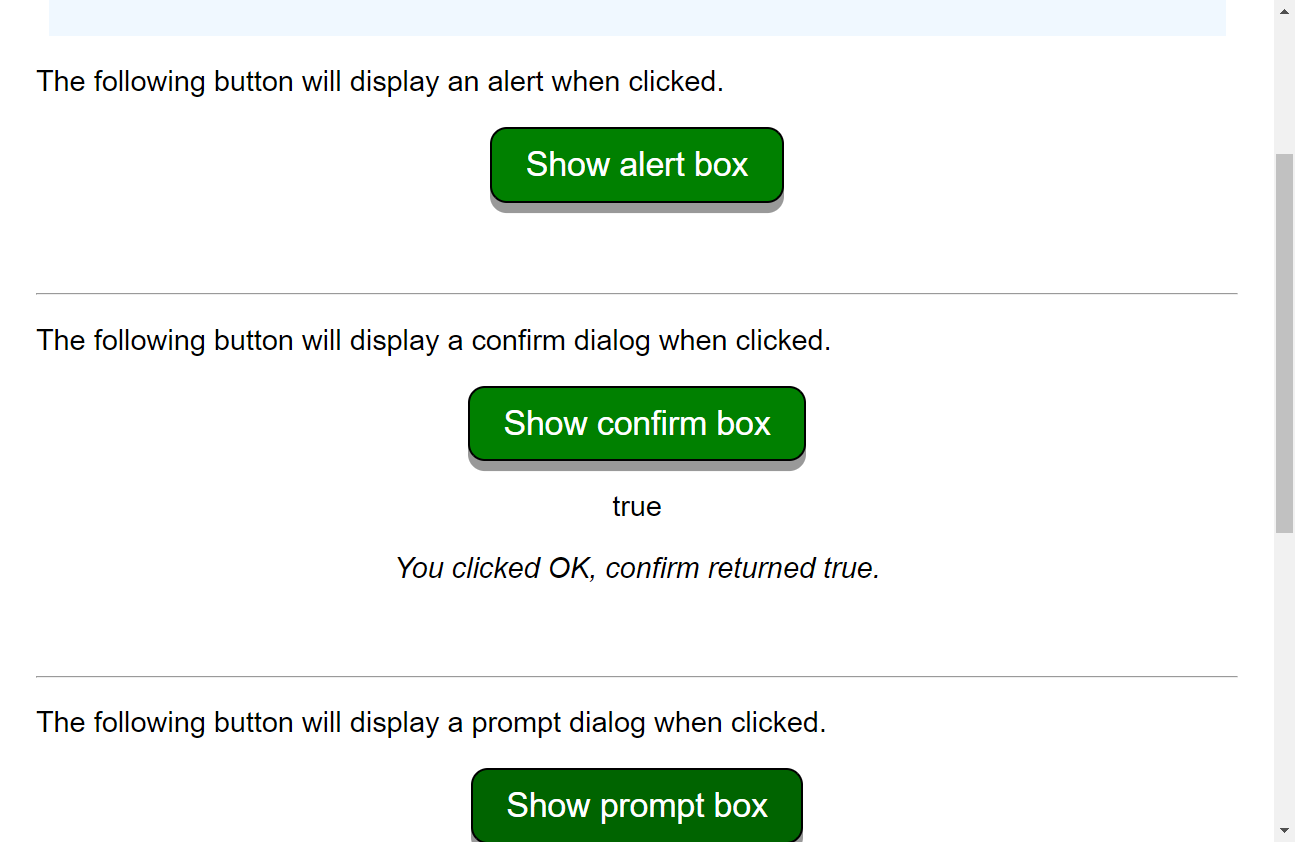 The following button will display an alert when clicked.
Show alert box
The following button will display a confirm dialog when clicked.
Show confirm box
true
You clicked OK, confirm returned true.
The following button will display a prompt dialog when clicked.
Show prompt box